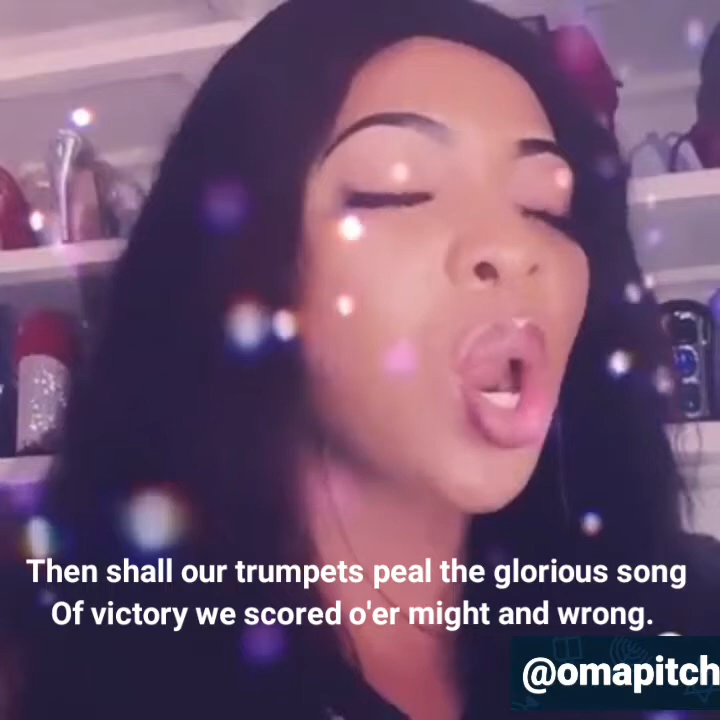 Then shall our trumpets peal the glorious song
Of victory we scored o'er might and wrong.
@omapitch